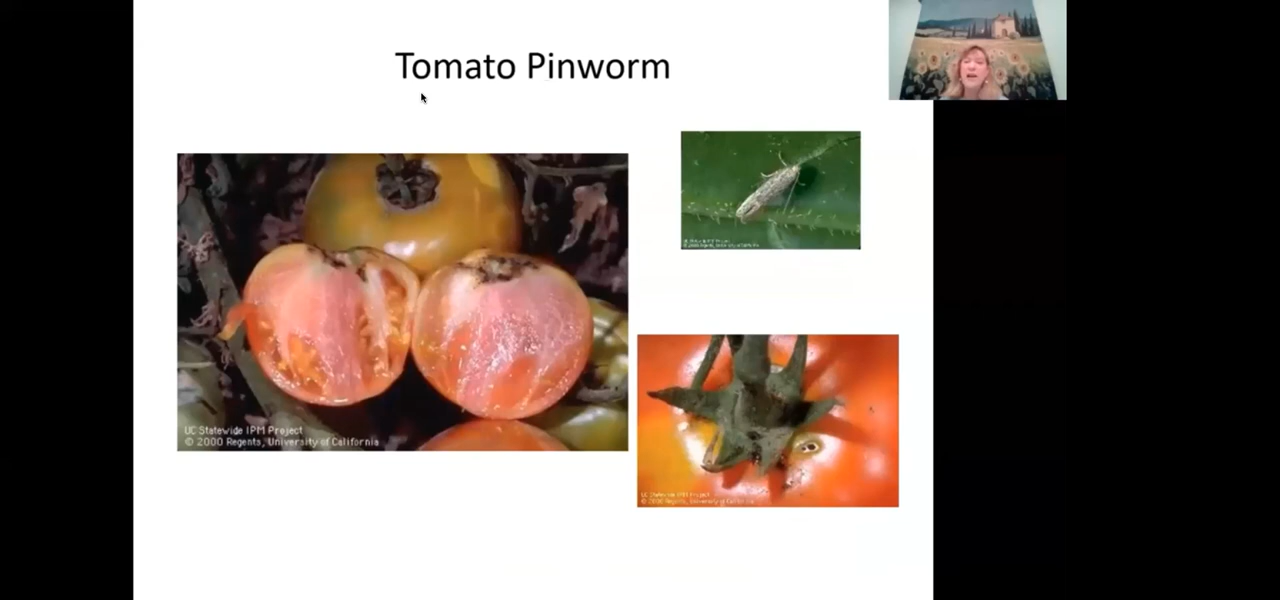 Tomato Pinworm
UC Statewide IPM Project
© 2000 Regents, University of California
UC Statewide IPM Project
© 2000 Regents, University of California